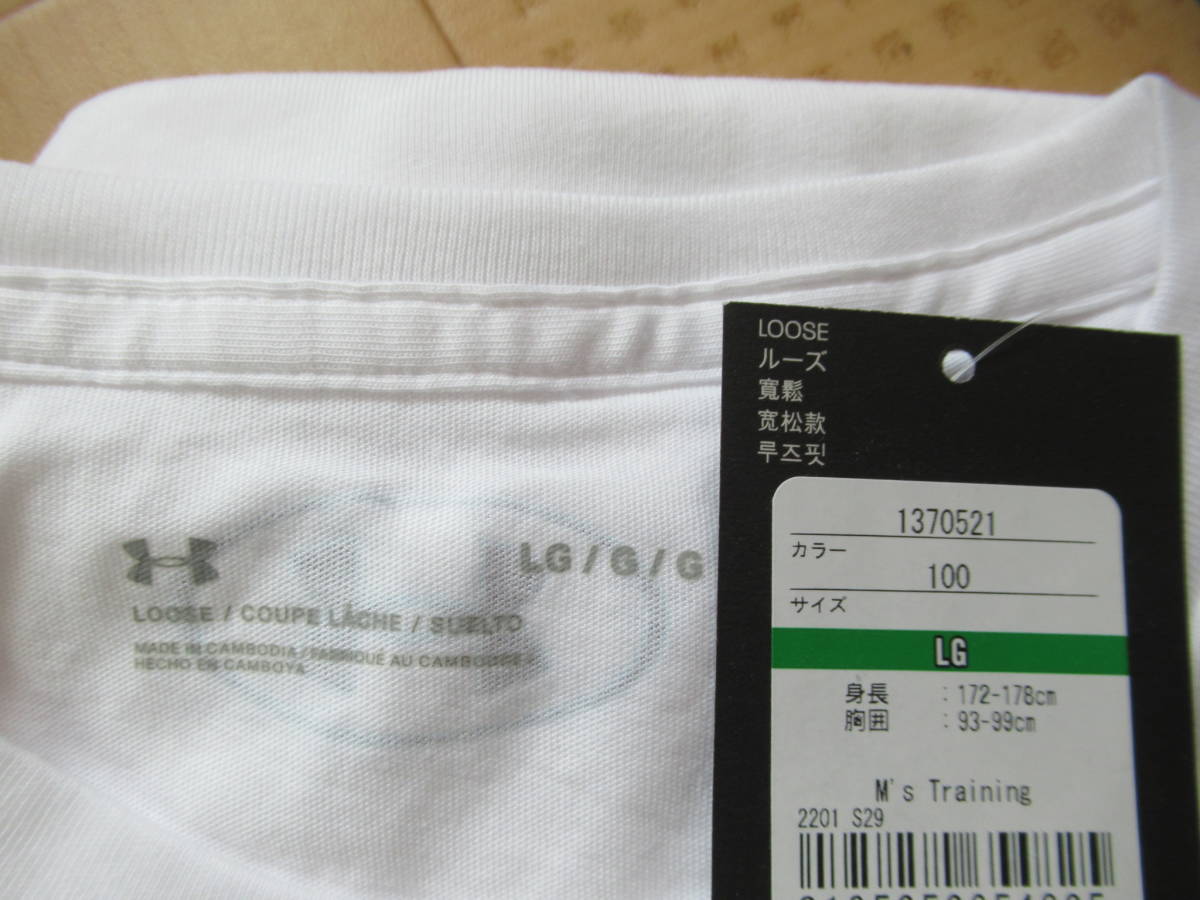 LOOSE
ルーズ
寬鬆
宽松款
루즈핏
1370521
カラー
100
サイズ
LG
身長 : 172-178cm
胸囲 : 93-99cm
M's Training
2201 S29
LG / G / G
LOOSE / COUPE LÂCHE / SUELTO
MADE IN CAMBODIA / FABRIQUÉ AU CAMBODGE
HECHO EN CAMBOYA